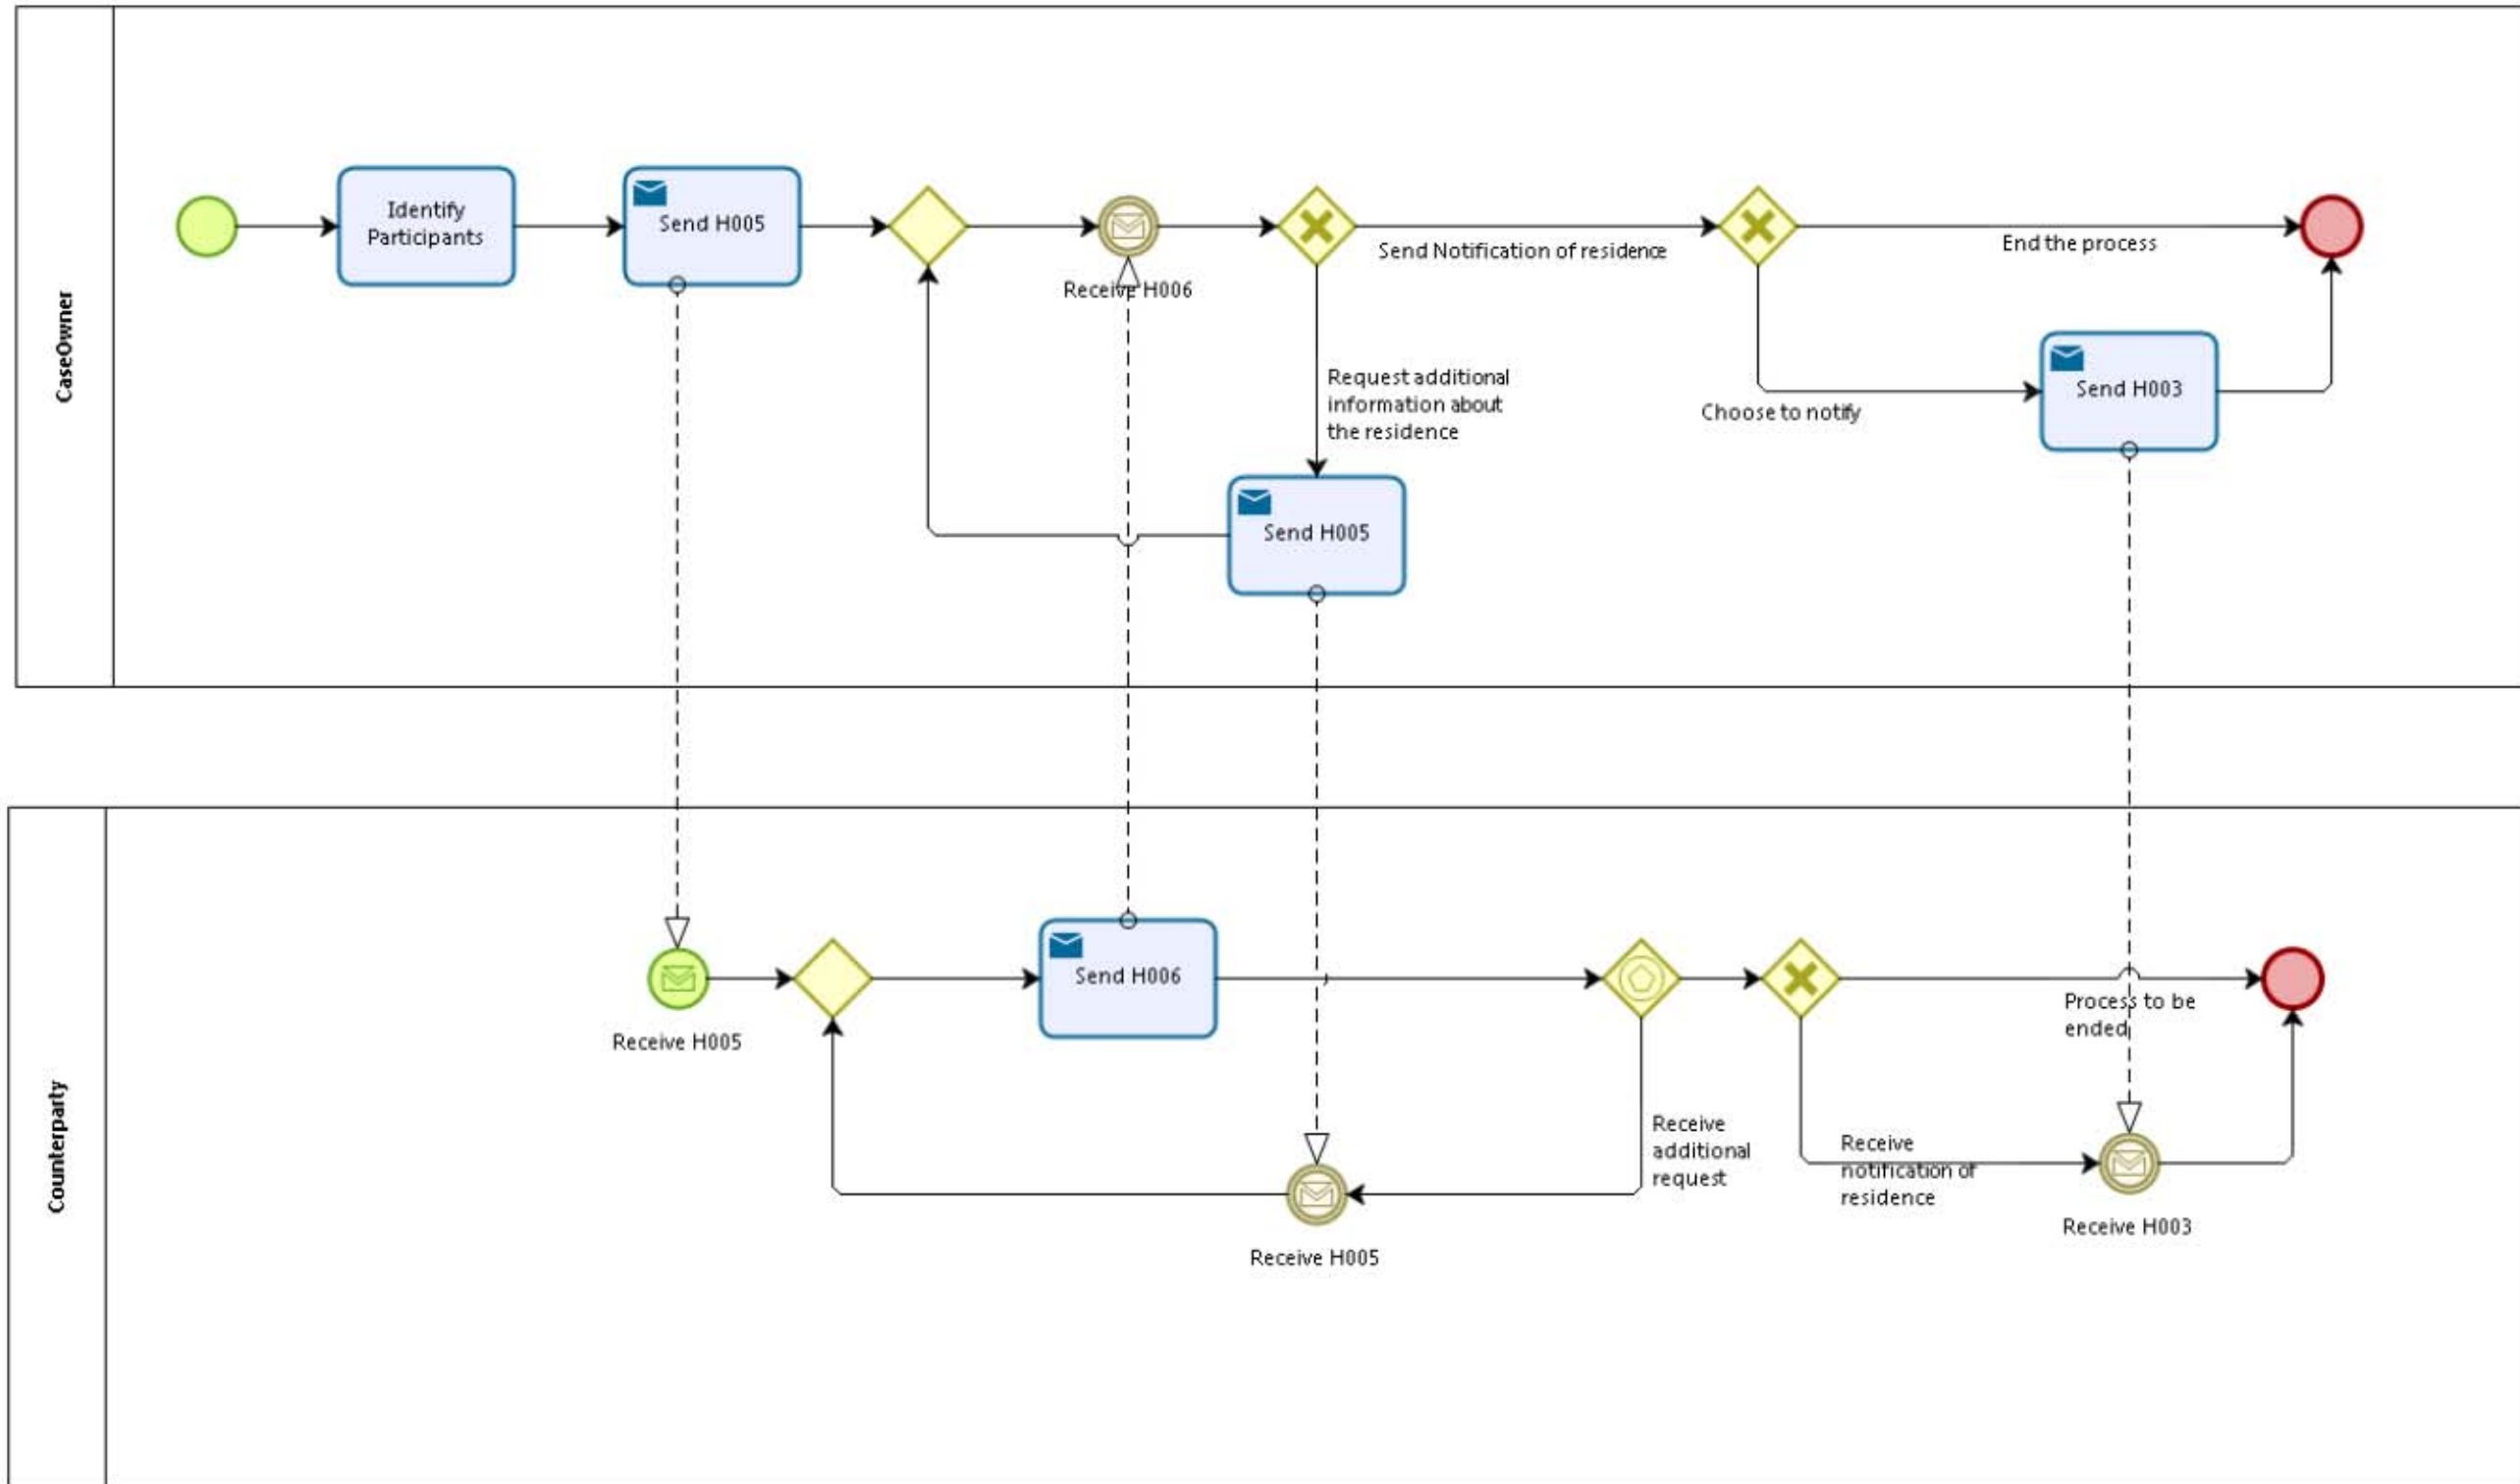 CaseOwner
Identify
Participants
Send H005
Receive H006
Send Notification of residence
End the process
Request additional
information about
the residence
Choose to notify
Send H003
Send H005
Counterparty
Receive H005
Send H006
Process to be
ended
Receive
additional
request
Receive
notification of
residence
Receive H005
Receive H003